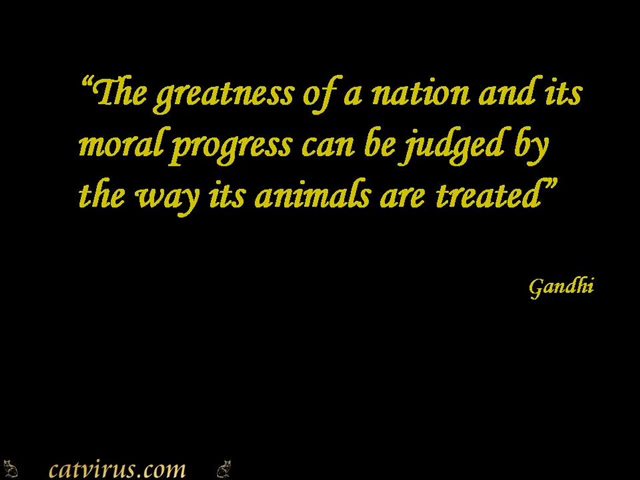 “The greatness of a nation and its
moral progress can be judged by
the way its animals are treated”
Gandhi
catvirus.com